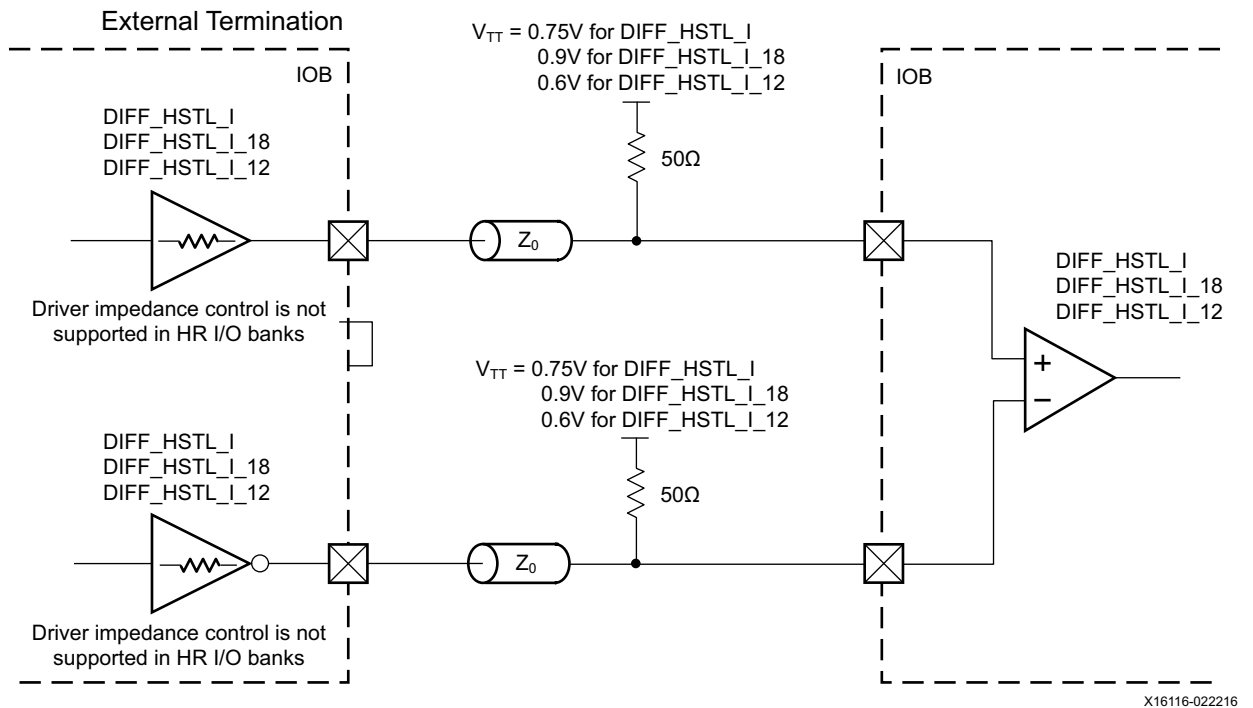 External Termination
IOB
DIFF_HSTL_I
DIFF_HSTL_I_18
DIFF_HSTL_I_12
Driver impedance control is not
supported in HR I/O banks
VTT = 0.75V for DIFF_HSTL_I
0.9V for DIFF_HSTL_I_18
0.6V for DIFF_HSTL_I_12
50Ω
Z0
IOB
DIFF_HSTL_I
DIFF_HSTL_I_18
DIFF_HSTL_I_12
+
−
DIFF_HSTL_I
DIFF_HSTL_I_18
DIFF_HSTL_I_12
Driver impedance control is not
supported in HR I/O banks
VTT = 0.75V for DIFF_HSTL_I
0.9V for DIFF_HSTL_I_18
0.6V for DIFF_HSTL_I_12
50Ω
Z0
X16116-022216